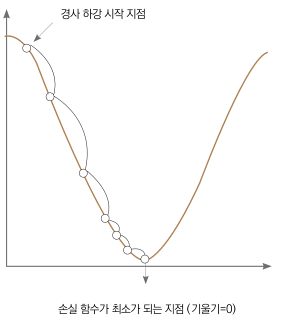 경사 하강 시작 지점
손실 함수가 최소가 되는 지점 (기울기=0)